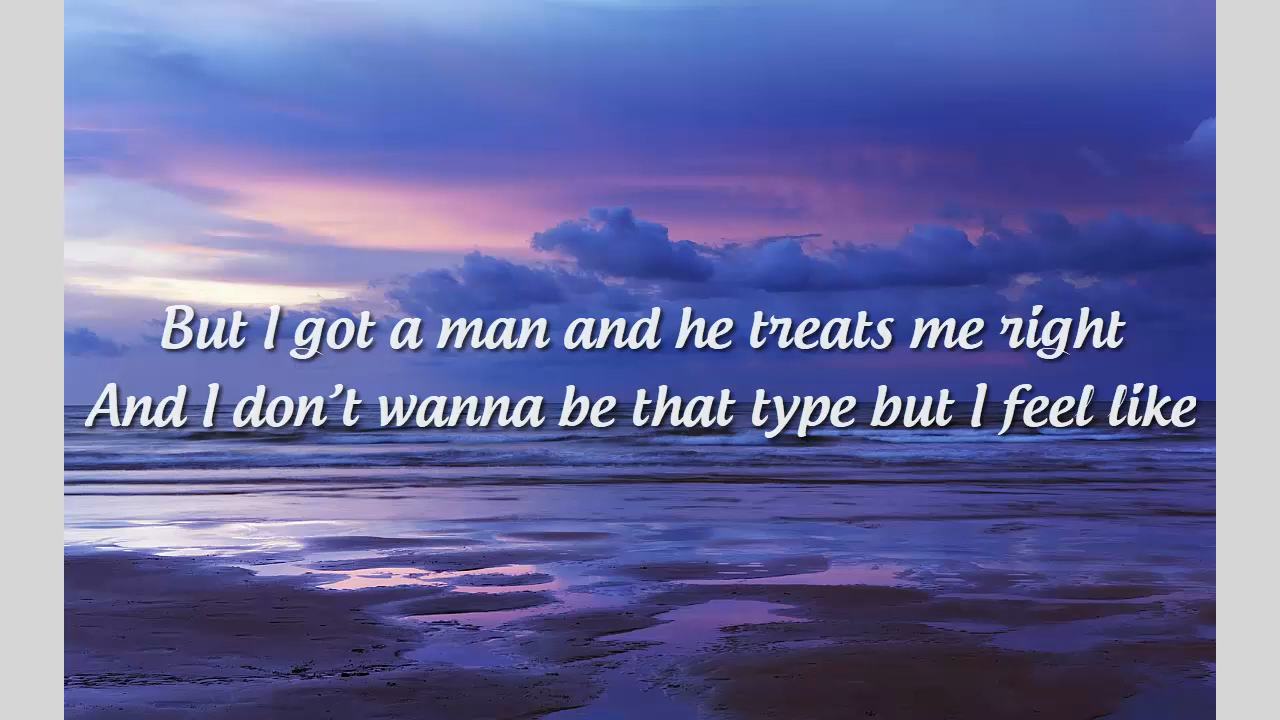 But I got a man and he treats me right
And I don't wanna be that type but I feel like